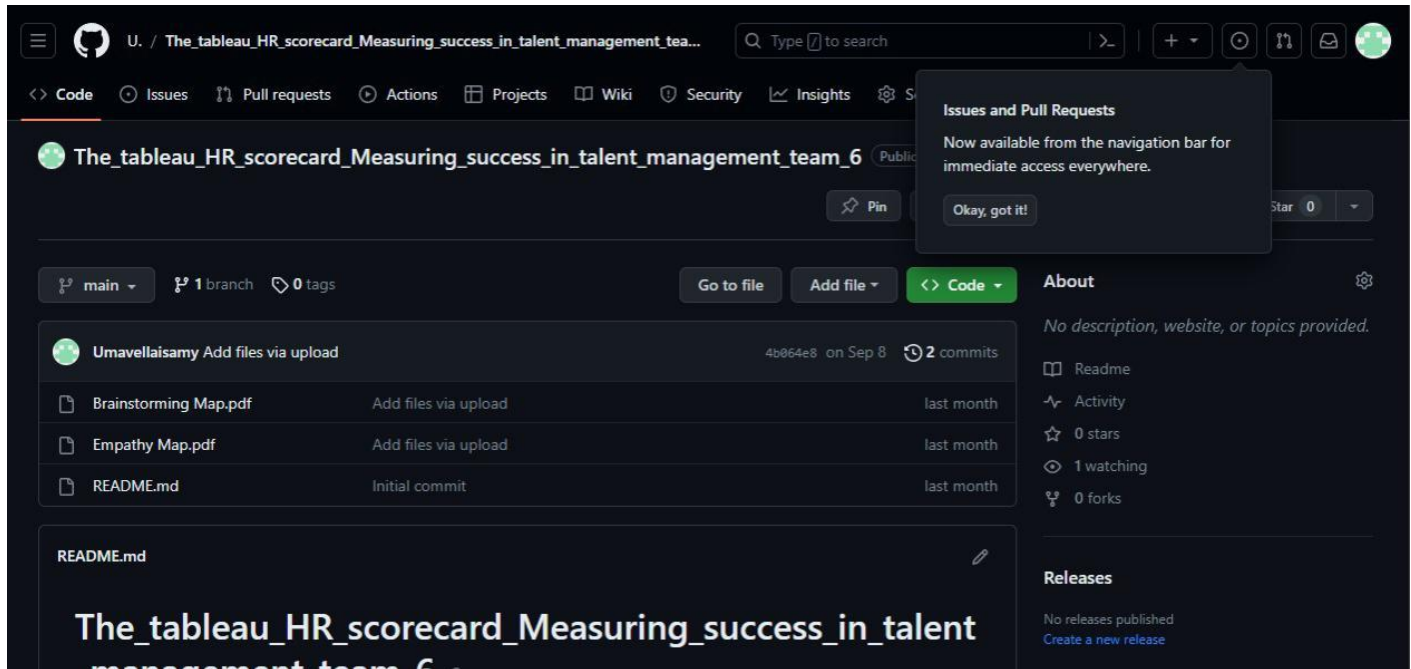 U. / The_tableau_HR_scorecard_Measuring_success_in_talent_management_tea...
Type / to search
Code Issues Pull requests Actions Projects Wiki Security Insights
Issues and Pull Requests
Now available from the navigation bar for
immediate access everywhere.
Okay, got it!
The_tableau_HR_scorecard_Measuring_success_in_talent_management_team_6
Pin
Star 0
main 1 branch 0 tags
Go to file Add file Code
Umavellaisamy Add files via upload 4b064e8 on Sep 8 2 commits
Brainstorming Map.pdf Add files via upload last month
Empathy Map.pdf Add files via upload last month
README.md Initial commit last month
README.md
The_tableau_HR_scorecard_Measuring_success_in_talent
_management_team_6
About
No description, website, or topics provided.
Readme
Activity
0 stars
1 watching
0 forks
Releases
No releases published
Create a new release